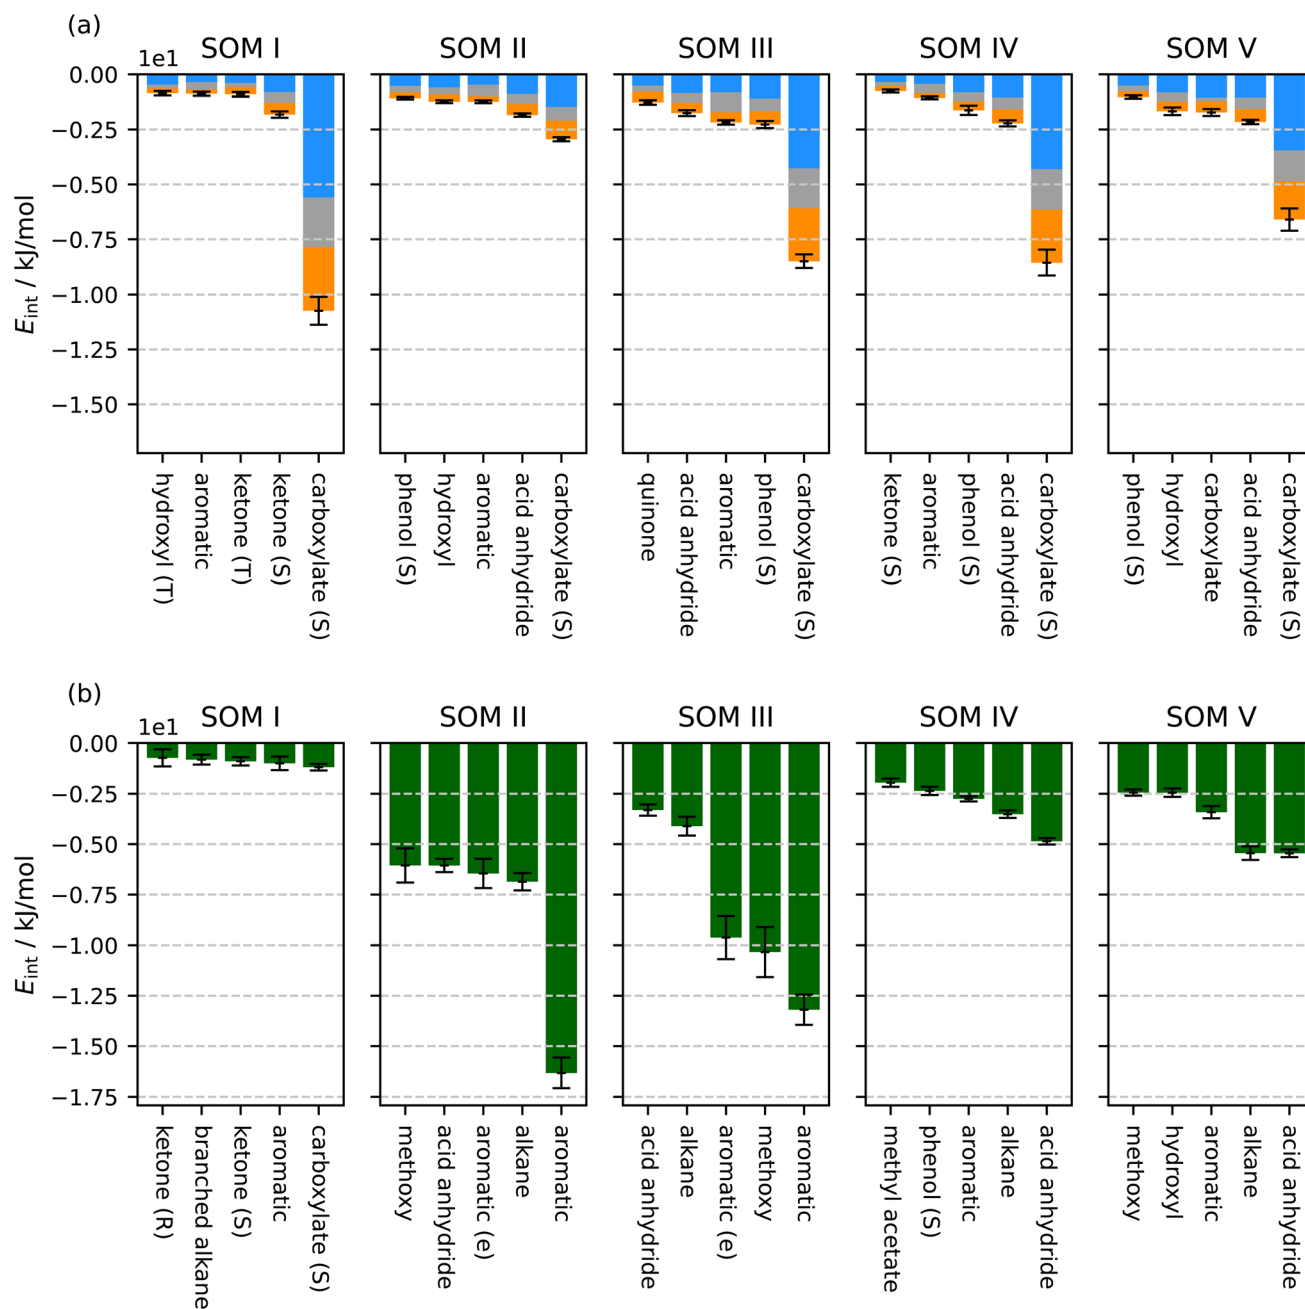 (a)
SOM I
SOM II
SOM III
SOM IV
SOM V
1e1
0.00
−0.25
−0.50
−0.75
−1.00
−1.25
−1.50
E_int / kJ/mol
hydroxyl (T)
aromatic
ketone (T)
ketone (S)
carboxylate (S)
phenol (S)
hydroxyl
aromatic
acid anhydride
carboxylate (S)
quinone
acid anhydride
aromatic
phenol (S)
carboxylate (S)
ketone (S)
aromatic
phenol (S)
acid anhydride
carboxylate (S)
phenol (S)
hydroxyl
carboxylate
acid anhydride
carboxylate (S)
(b)
SOM I
SOM II
SOM III
SOM IV
SOM V
1e1
0.00
−0.25
−0.50
−0.75
−1.00
−1.25
−1.50
−1.75
E_int / kJ/mol
ketone (R)
branched alkane
ketone (S)
aromatic
carboxylate (S)
methoxy
acid anhydride
aromatic (e)
alkane
aromatic
acid anhydride
alkane
aromatic (e)
methoxy
aromatic
methyl acetate
phenol (S)
aromatic
alkane
acid anhydride
methoxy
hydroxyl
aromatic
alkane
acid anhydride